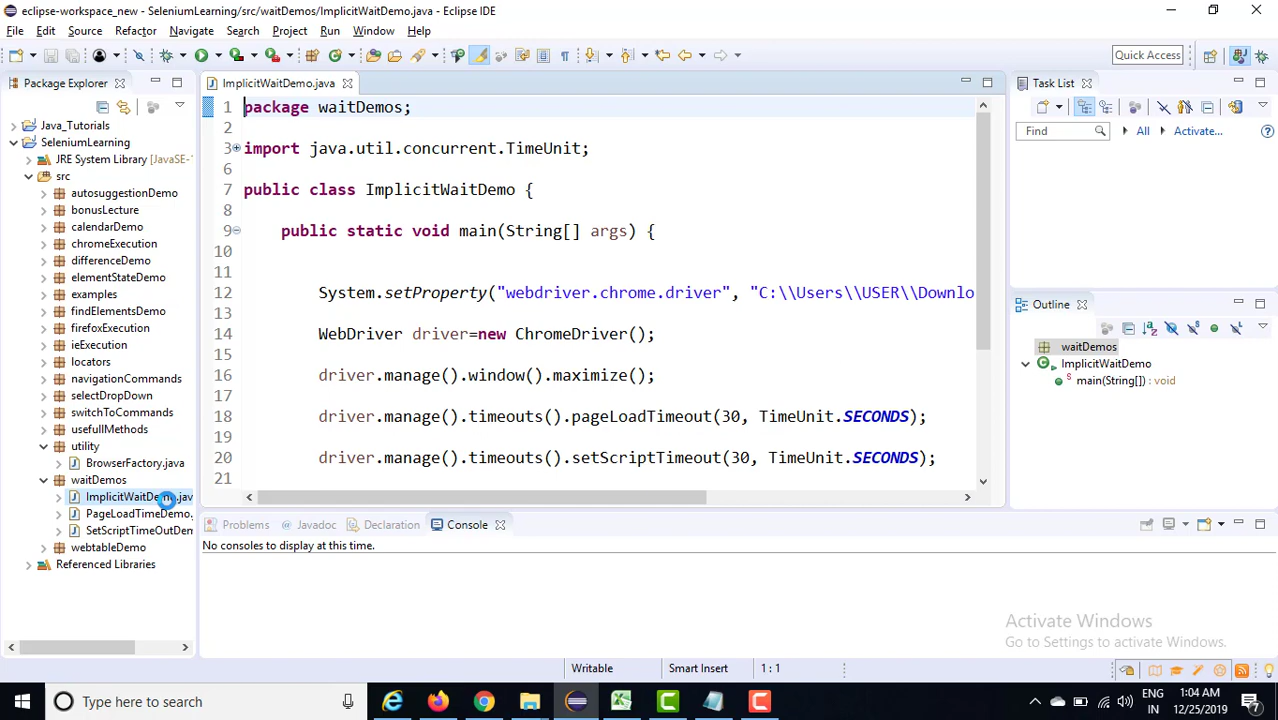 eclipse-workspace_new - SeleniumLearning/src/waitDemos/ImplicitWaitDemo.java - Eclipse IDE
File Edit Source Refactor Navigate Search Project Run Window Help
Quick Access
Package Explorer
Java_Tutorials
SeleniumLearning
JRE System Library [JavaSE-1
src
autosuggestionDemo
bonusLecture
calendarDemo
chromeExecution
differenceDemo
elementStateDemo
examples
findElementsDemo
firefoxExecution
ieExecution
locators
navigationCommands
selectDropDown
switchToCommands
usefullMethods
utility
BrowserFactory.java
waitDemos
ImplicitWaitDemo.jav
PageLoadTimeDemo.
SetScriptTimeOutDem
webtableDemo
Referenced Libraries
ImplicitWaitDemo.java
1 package waitDemos;
2
3 import java.util.concurrent.TimeUnit;
6
7 public class ImplicitWaitDemo {
8
9 public static void main(String[] args) {
10
11
12 System.setProperty("webdriver.chrome.driver", "C:\\Users\\USER\\Downlo
13
14 WebDriver driver=new ChromeDriver();
15
16 driver.manage().window().maximize();
17
18 driver.manage().timeouts().pageLoadTimeout(30, TimeUnit.SECONDS);
19
20 driver.manage().timeouts().setScriptTimeout(30, TimeUnit.SECONDS);
21
Task List
Find All Activate...
Outline
waitDemos
ImplicitWaitDemo
main(String[]) : void
Problems Javadoc Declaration Console
No consoles to display at this time.
Activate Windows
Go to Settings to activate Windows.
Writable Smart Insert 1 : 1
Type here to search
ENG
IN
1:04 AM
12/25/2019
7